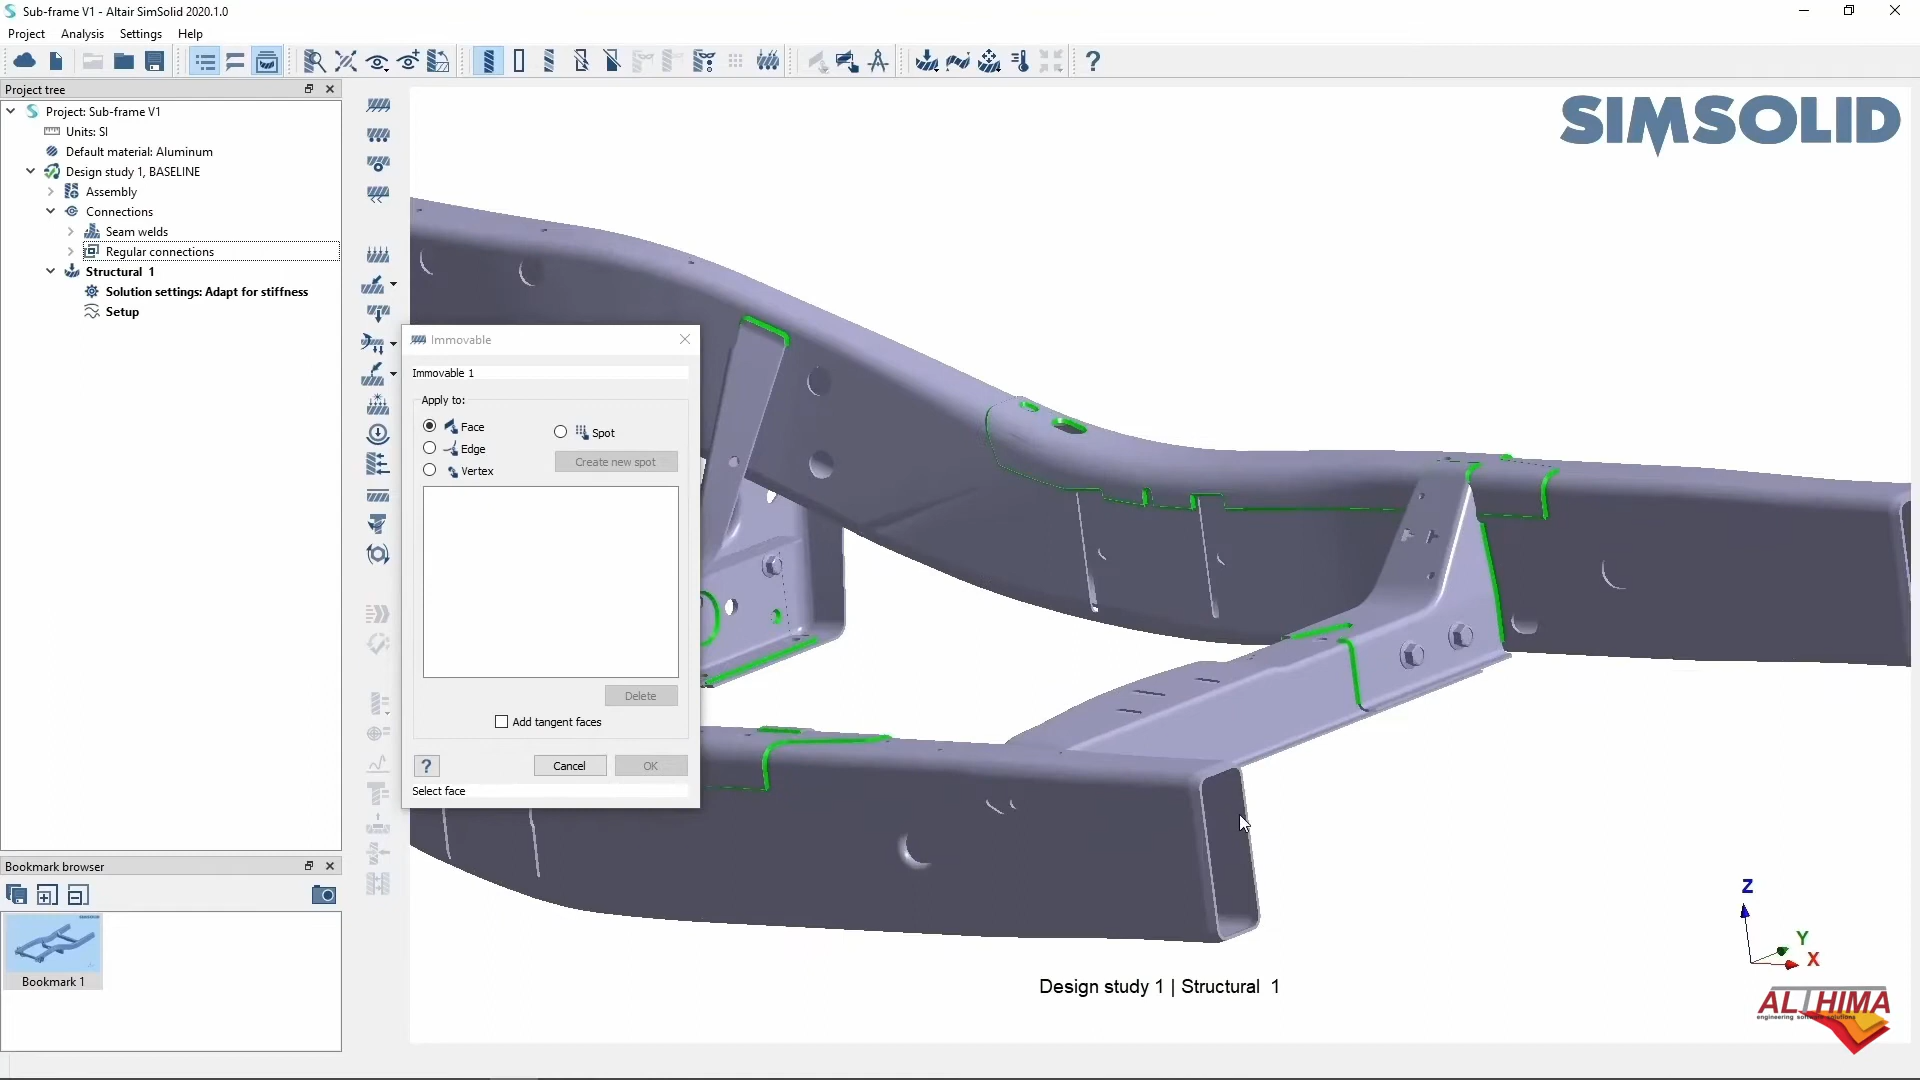 Sub-frame V1 - Altair SimSolid 2020.1.0
Project Analysis Settings Help
Project tree
Project: Sub-frame V1
Units: SI
Default material: Aluminum
Design study 1, BASELINE
Assembly
Connections
Seam welds
Regular connections
Structural 1
Solution settings: Adapt for stiffness
Setup
SIMSOLID
Immovable
Immovable 1
Apply to:
Face
Spot
Edge
Create new spot
Vertex
Delete
Add tangent faces
? Cancel OK
Select face
Bookmark browser
Bookmark 1
Z
Y
X
Design study 1 | Structural 1
ALTHIMA
engineering software solutions